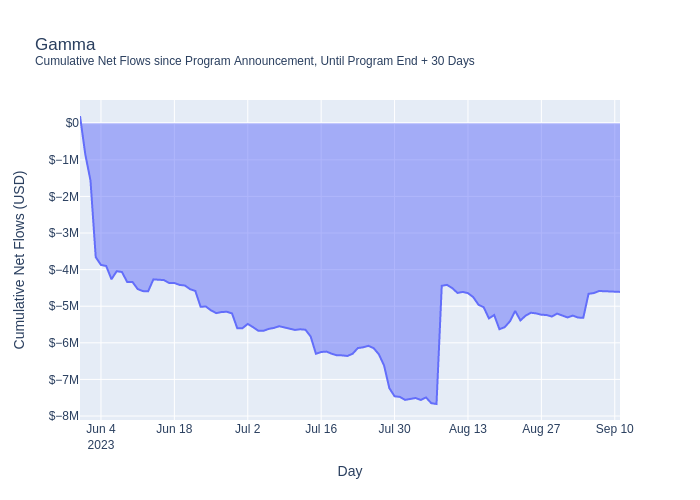 Gamma
Cumulative Net Flows since Program Announcement, Until Program End + 30 Days
Cumulative Net Flows (USD)
$0
$−1M
$−2M
$−3M
$−4M
$−5M
$−6M
$−7M
$−8M
Jun 4
2023
Jun 18
Jul 2
Jul 16
Jul 30
Aug 13
Aug 27
Sep 10
Day